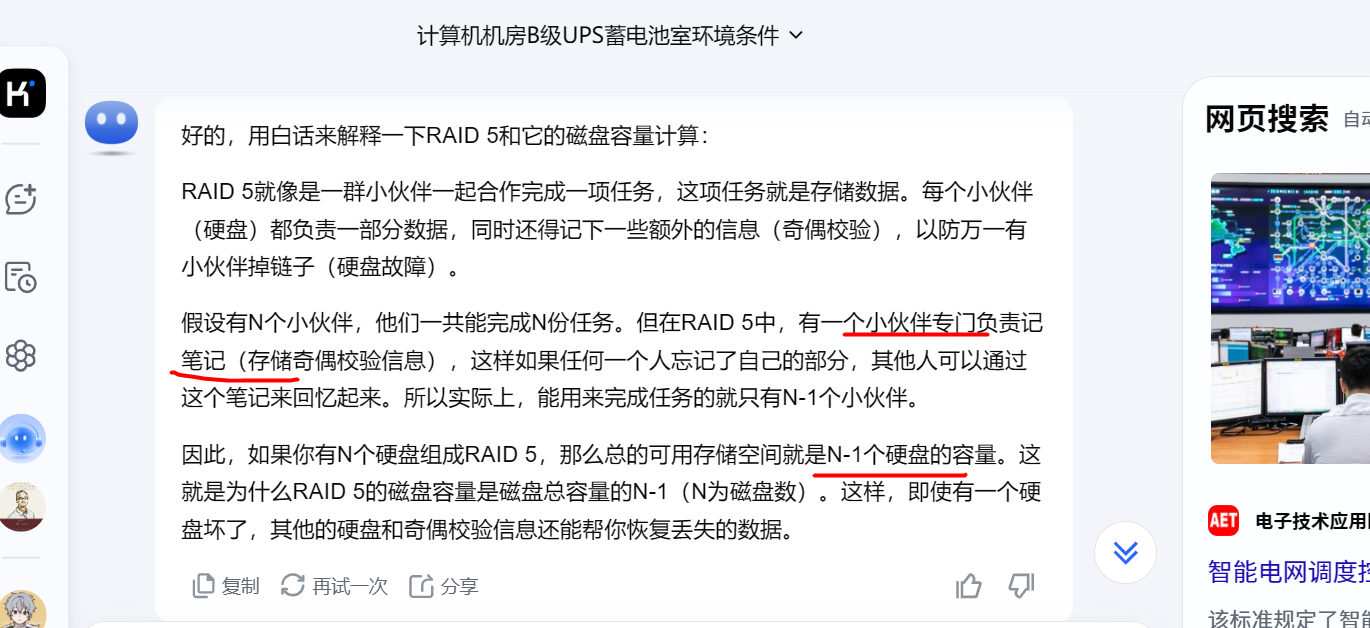 计算机机房B级UPS蓄电池室环境条件
好的，用白话来解释一下RAID 5和它的磁盘容量计算：
RAID 5就像是一群小伙伴一起合作完成一项任务，这项任务就是存储数据。每个小伙伴
（硬盘）都负责一部分数据，同时还得记下一些额外的信息（奇偶校验），以防万一有
小伙伴掉链子（硬盘故障）。
假设有N个小伙伴，他们一共能完成N份任务。但在RAID 5中，有一个小伙伴专门负责记
笔记（存储奇偶校验信息），这样如果任何一个人忘记了自己的部分，其他人可以通过
这个笔记来回忆起来。所以实际上，能用来完成任务的就只有N-1个小伙伴。
因此，如果你有N个硬盘组成RAID 5，那么总的可用存储空间就是N-1个硬盘的容量。这
就是为什么RAID 5的磁盘容量是磁盘总容量的N-1（N为磁盘数）。这样，即使有一个硬
盘坏了，其他的硬盘和奇偶校验信息还能帮你恢复丢失的数据。
复制 再试一次 分享
网页搜索 自动
AET 电子技术应用
智能电网调度控
该标准规定了智能